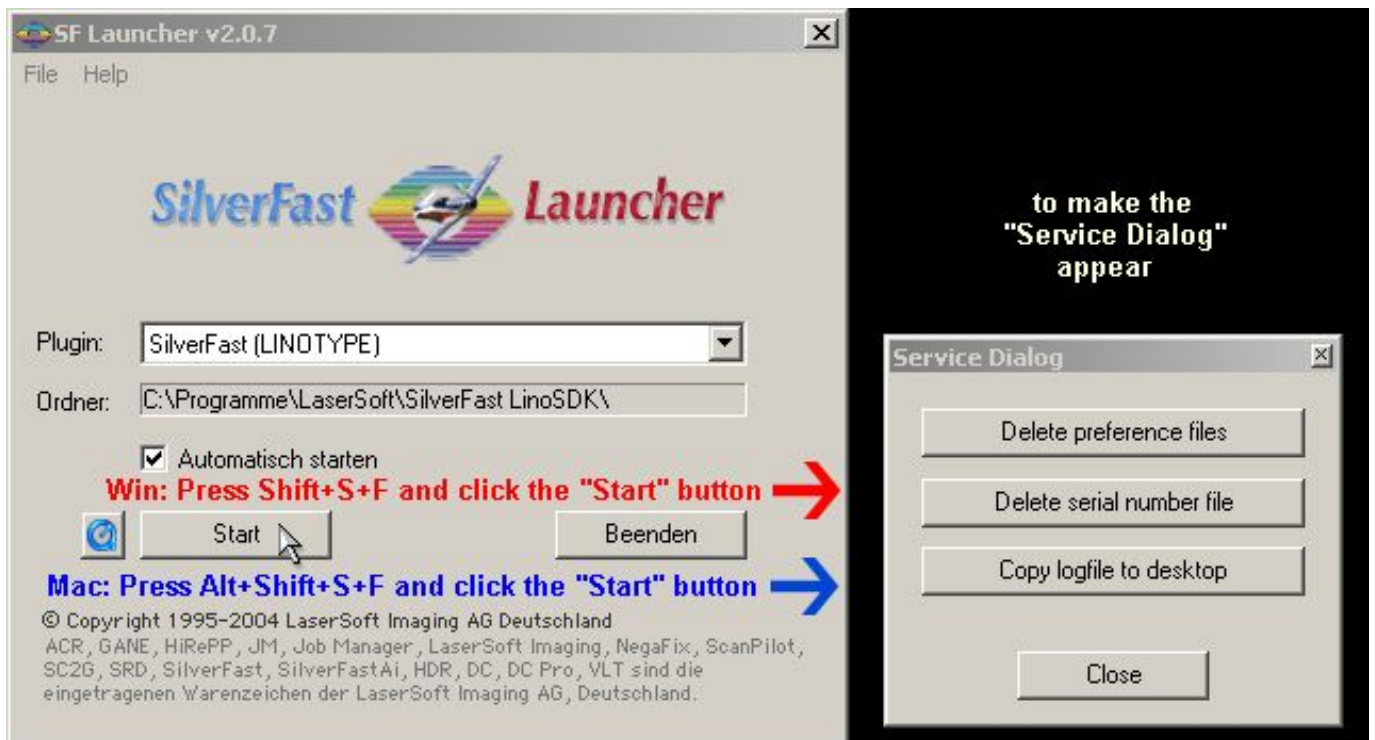 SF Launcher v2.0.7
File Help
SilverFast Launcher
Plugin: SilverFast (LINOTYPE)
Ordner: C:\Programme\LaserSoft\SilverFast LinoSDK\
Automatisch starten
Win: Press Shift+S+F and click the "Start" button
Start Beenden
Mac: Press Alt+Shift+S+F and click the "Start" button
© Copyright 1995-2004 LaserSoft Imaging AG Deutschland
ACR, GANE, HiRePP, JM, Job Manager, LaserSoft Imaging, NegaFix, ScanPilot,
SC2G, SRD, SilverFast, SilverFastAi, HDR, DC, DC Pro, VLT sind die
eingetragenen Warenzeichen der LaserSoft Imaging AG, Deutschland.
to make the
"Service Dialog"
appear
Service Dialog
Delete preference files
Delete serial number file
Copy logfile to desktop
Close